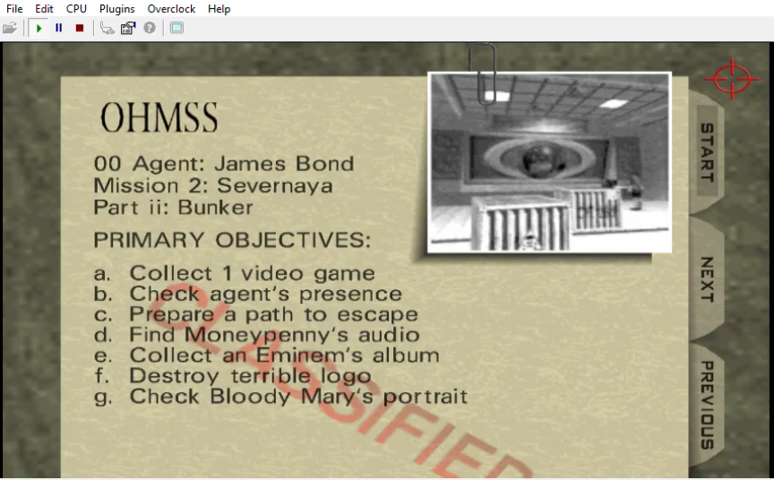 File Edit CPU Plugins Overclock Help
OHMSS
00 Agent: James Bond
Mission 2: Severnaya
Part ii: Bunker
PRIMARY OBJECTIVES:
a. Collect 1 video game
b. Check agent's presence
c. Prepare a path to escape
d. Find Moneypenny's audio
e. Collect an Eminem's album
f. Destroy terrible logo
g. Check Bloody Mary's portrait
CLASSIFIED
START
NEXT
PREVIOUS